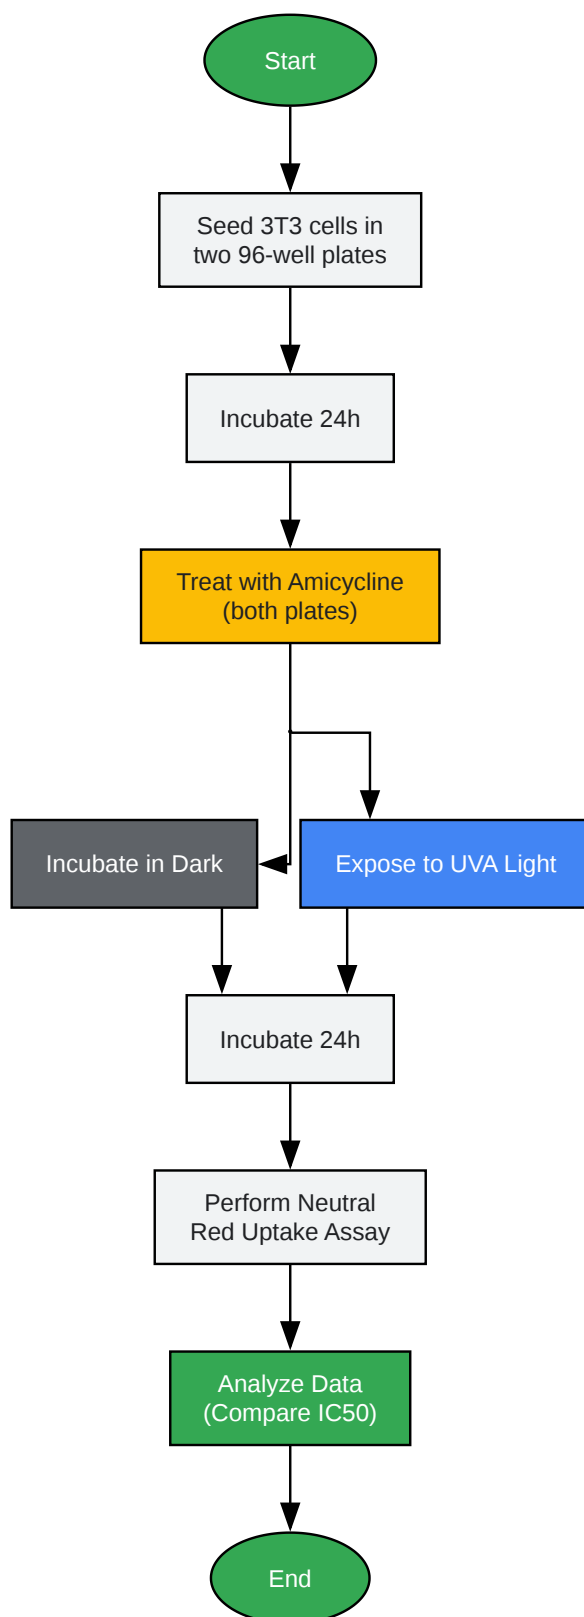 Start
Seed 3T3 cells in
two 96-well plates
Incubate 24h
Treat with Amicycline
(both plates)
Incubate in Dark
Expose to UVA Light
Incubate 24h
Perform Neutral
Red Uptake Assay
Analyze Data
(Compare IC50)
End